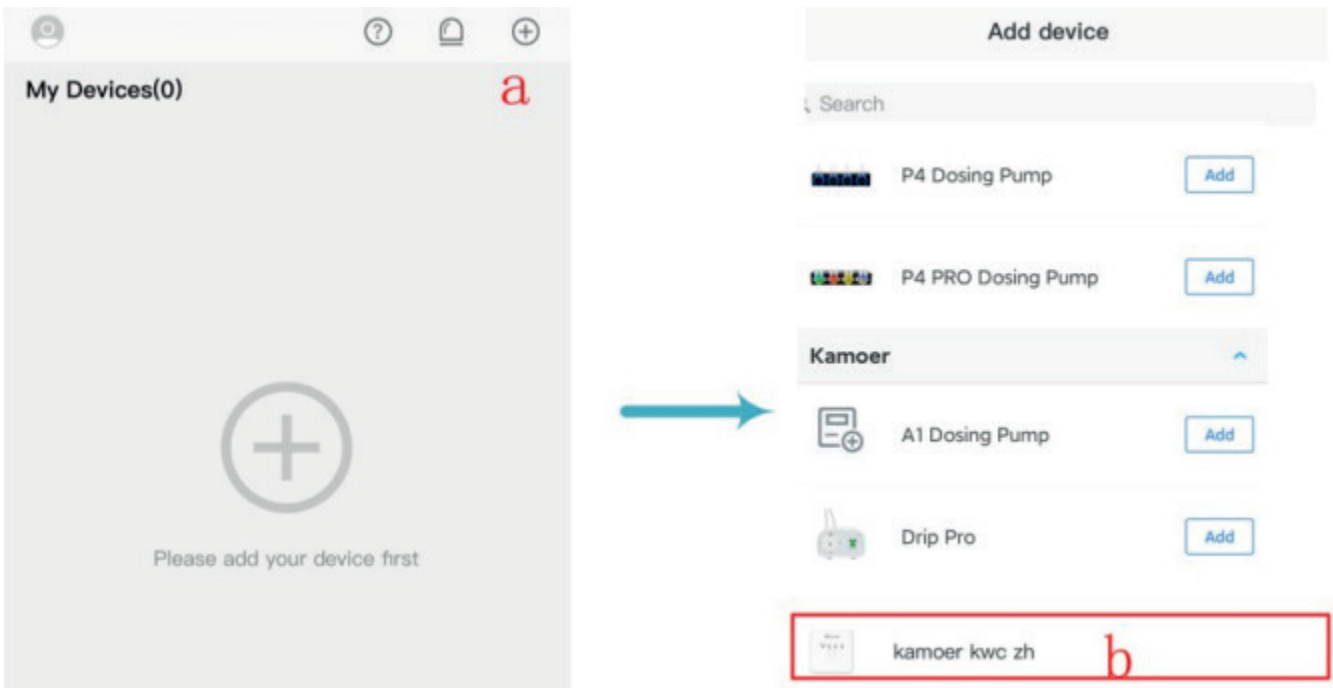 My Devices(0)
a
Please add your device first
Add device
Search
P4 Dosing Pump
Add
P4 PRO Dosing Pump
Add
Kamoer
A1 Dosing Pump
Add
Drip Pro
Add
kamoer kwc zh
b